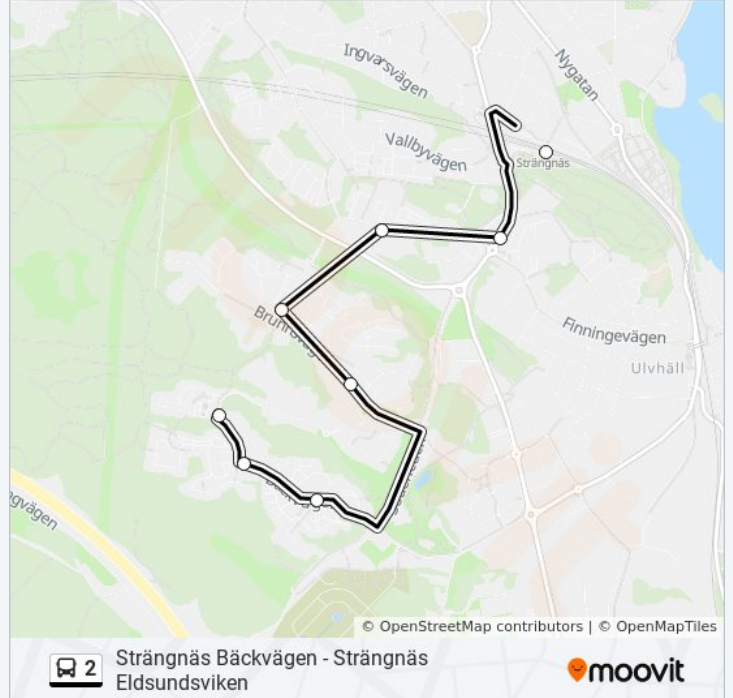 Ingvarsvägen
Nygatan
Vallbyvägen
Strängnäs
Finningevägen
Ulvhäll
gvägen
© OpenStreetMap contributors | © OpenMapTiles
2
Strängnäs Bäckvägen - Strängnäs
Eldsundsviken
moovit